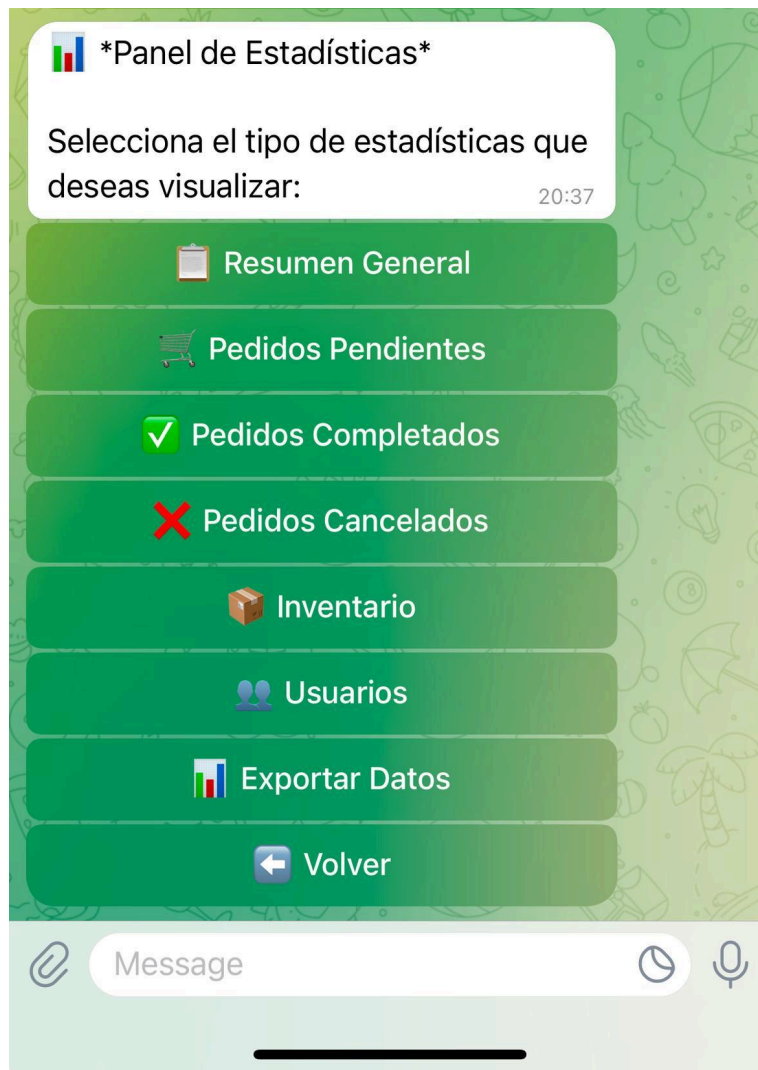 📊 *Panel de Estadísticas*
Selecciona el tipo de estadísticas que
deseas visualizar:
20:37
📋 Resumen General
🛒 Pedidos Pendientes
✅ Pedidos Completados
❌ Pedidos Cancelados
📦 Inventario
👥 Usuarios
📊 Exportar Datos
⬅️ Volver
Message